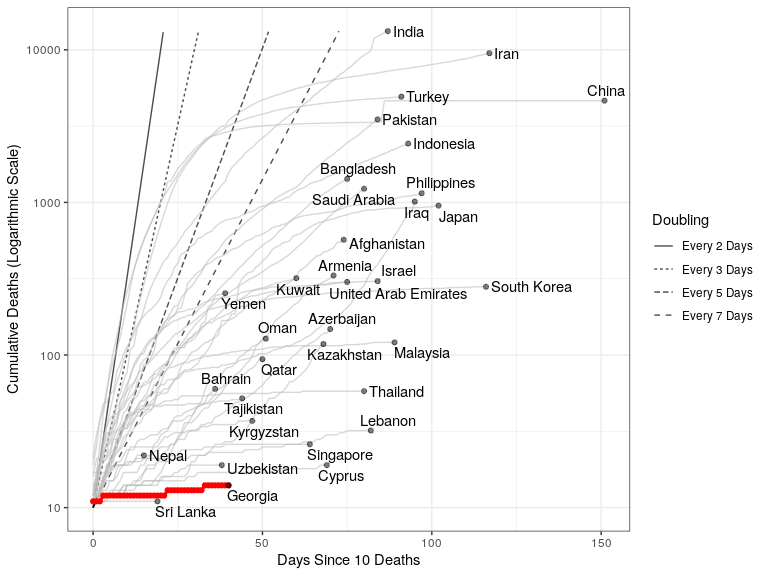 India
Iran
China
Turkey
Pakistan
Indonesia
Bangladesh
Philippines
Saudi Arabia
Iraq
Japan
Afghanistan
Armenia
Israel
Kuwait
United Arab Emirates
South Korea
Yemen
Azerbaijan
Oman
Kazakhstan
Malaysia
Qatar
Bahrain
Thailand
Tajikistan
Lebanon
Kyrgyzstan
Nepal
Singapore
Uzbekistan
Cyprus
Georgia
Sri Lanka
10000
1000
100
10
Cumulative Deaths (Logarithmic Scale)
0
50
100
150
Days Since 10 Deaths
Doubling
Every 2 Days
Every 3 Days
Every 5 Days
Every 7 Days